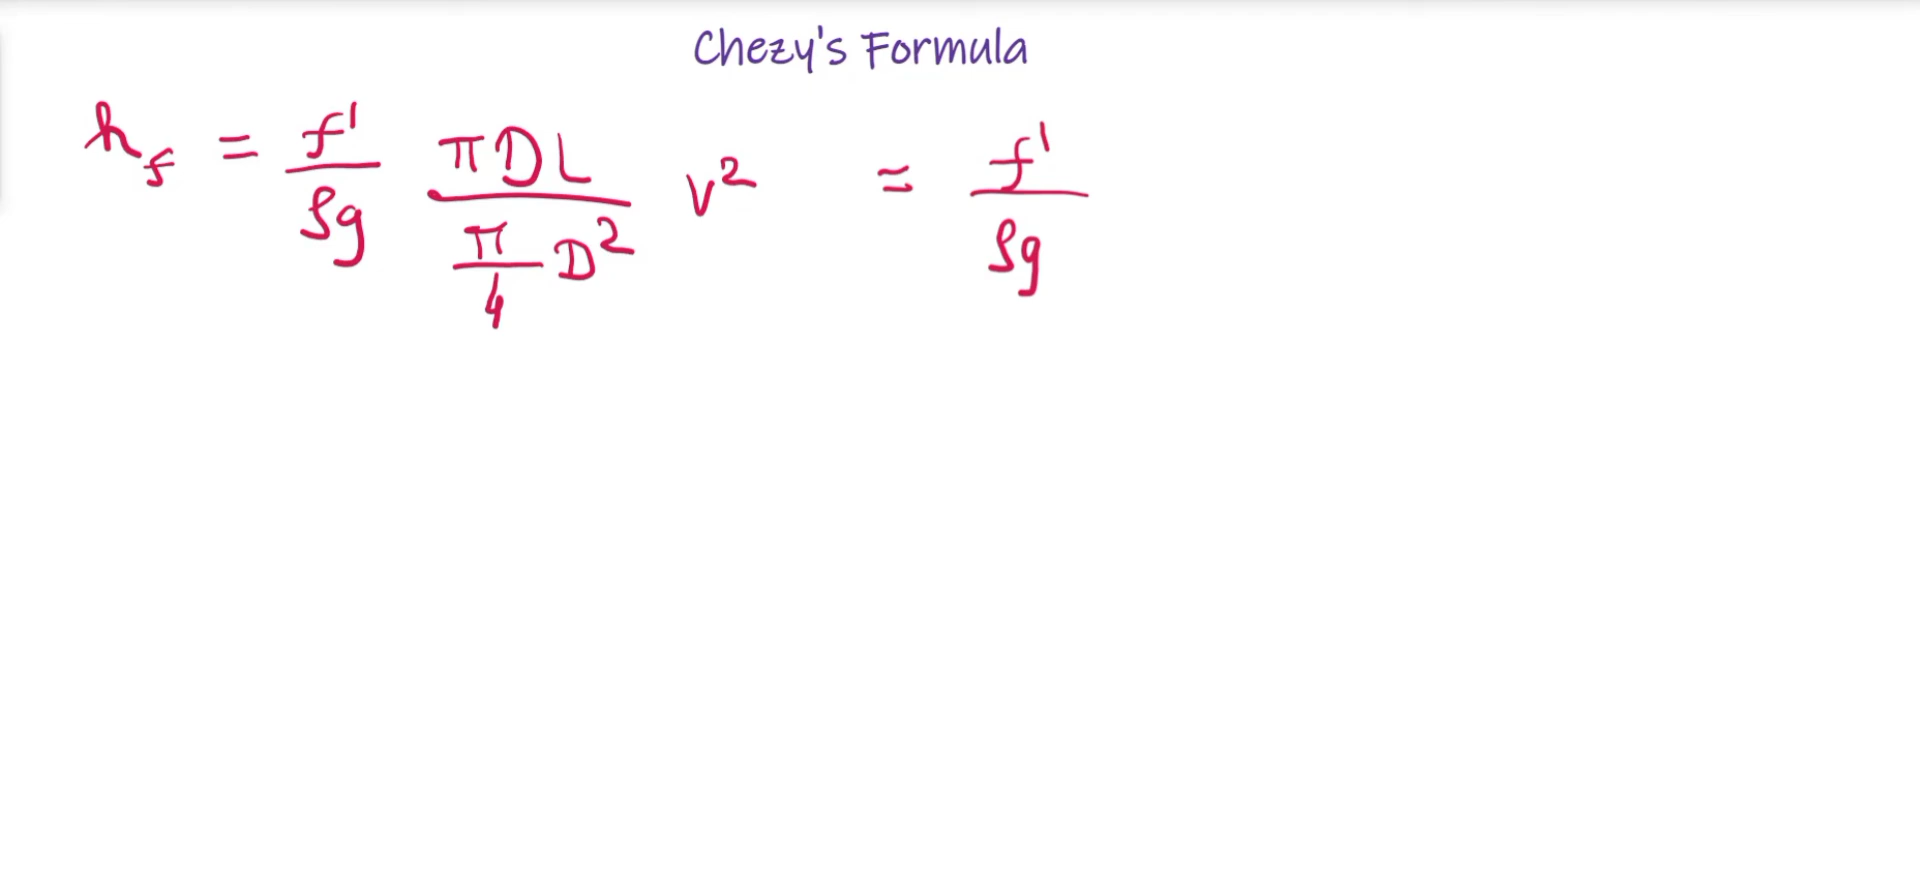 Chezy's Formula
h_f = f'/ρg πDL/(π/4 D²) V² = f'/ρg